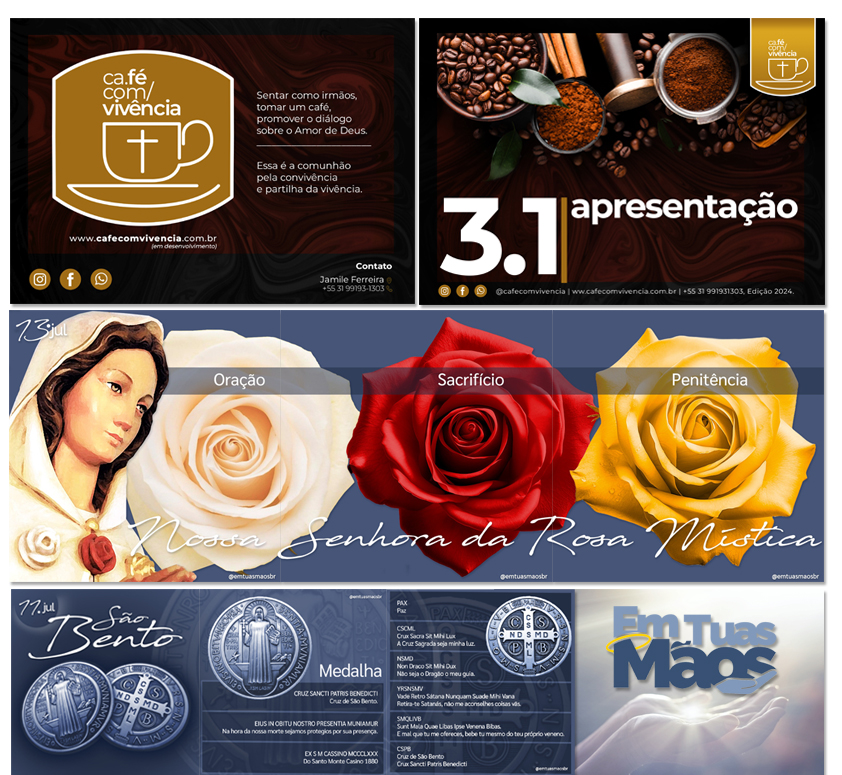 ca.fé
com/
vivência
Sentar como irmãos,
tomar um café,
promover o diálogo
sobre o Amor de Deus.
Essa é a comunhão
pela convivência
e partilha da vivência.
www.cafecomvivencia.com.br
(em desenvolvimento)
Contato
Jamile Ferreira
+55 31 99193-1303
ca.fé
com/
vivência
3.1
apresentação
@cafecomvivencia | ww.cafecomvivencia.com.br | +55 31 991931303, Edição 2024.
13.jul
Oração
Sacrifício
Penitência
Nossa Senhora da Rosa Mística
@emtuasmaosbr
@emtuasmaosbr
@emtuasmaosbr
11.jul
São
Bento
Medalha
CRUZ SANCTI PATRIS BENEDICTI
Cruz de São Bento.
EIUS IN OBITU NOSTRO PRESENTIA MUNIAMUR
Na hora da nossa morte sejamos protegios por sua presença.
EX S M CASSINO MCCCLXXX
Do Santo Monte Casino 1880
PAX
Paz
CSCML
Crux Sacra Sit Mihi Lux
A Cruz Sagrada seja minha luz.
NSMD
Non Draco Sit Mihi Dux
Não seja o Dragão o meu guia.
YRSNSMV
Vade Retro Sátana Nunquam Suade Mihi Vana
Retira-te Satanás, não me aconselhes coisas vãs.
SMQLIVB
Sunt Mala Quae Libas Ipse Venena Bibas.
É mal que tu me ofereces, bebe tu mesmo do teu próprio veneno.
CSPB
Cruz de São Bento
Crux Sancti Patris Benedicti
@emtuasmaosbr
Em Tuas
Mãos